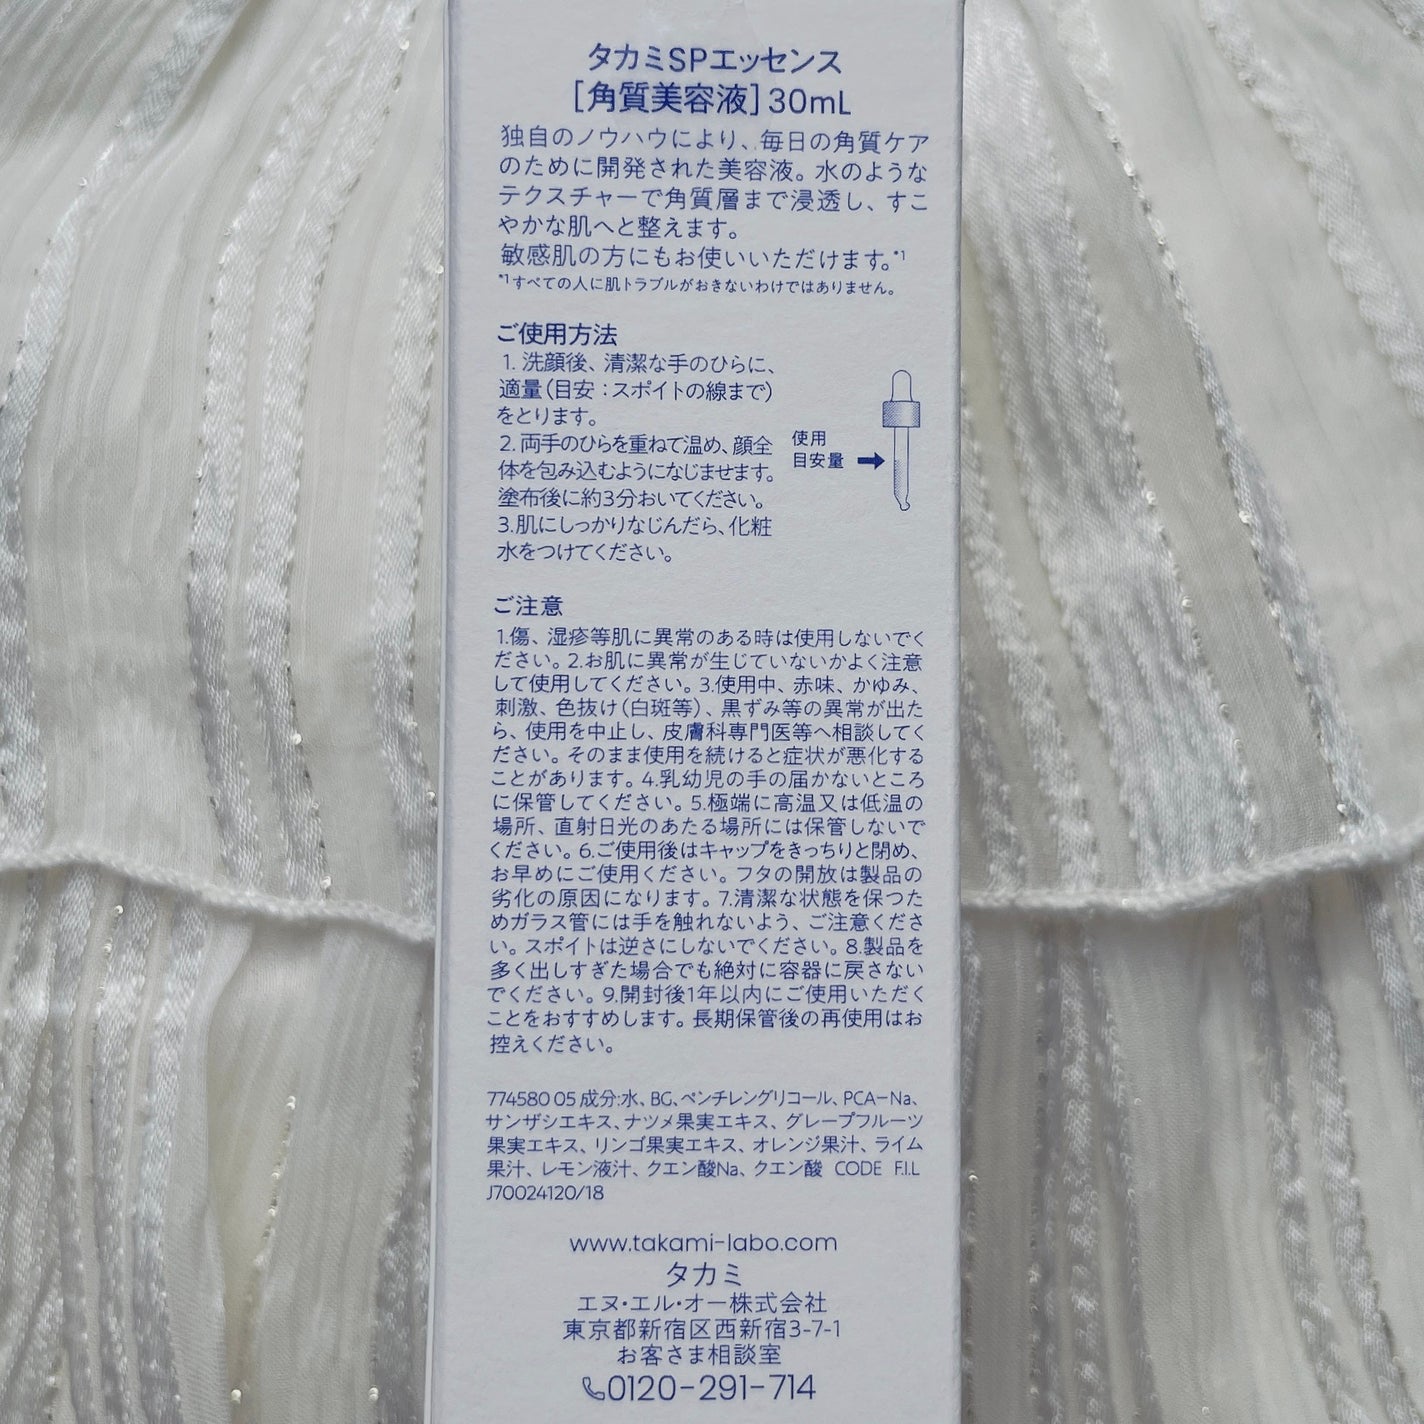 タカミSPエッセンス
[角質美容液]30mL
独自のノウハウにより、毎日の角質ケア
のために開発された美容液。水のような
テクスチャーで角質層まで浸透し、すこ
やかな肌へと整えます。
敏感肌の方にもお使いいただけます。*1
*1すべての人に肌トラブルがおきないわけではありません。
ご使用方法
1. 洗顔後、清潔な手のひらに、
適量(目安：スポイトの線まで)
をとります。
2. 両手のひらを重ねて温め、顔全
体を包み込むようになじませます。
塗布後に約3分おいてください。
3.肌にしっかりなじんだら、化粧
水をつけてください。
使用
目安量
ご注意
1.傷、湿疹等肌に異常のある時は使用しないでく
ださい。2.お肌に異常が生じていないかよく注意
して使用してください。3.使用中、赤味、かゆみ、
刺激、色抜け(白斑等)、黒ずみ等の異常が出た
ら、使用を中止し、皮膚科専門医等へ相談してく
ださい。そのまま使用を続けると症状が悪化する
ことがあります。4.乳幼児の手の届かないところ
に保管してください。5.極端に高温又は低温の
場所、直射日光のあたる場所には保管しないで
ください。6.ご使用後はキャップをきっちりと閉め、
お早めにご使用ください。フタの開放は製品の
劣化の原因になります。7.清潔な状態を保つた
めガラス管には手を触れないよう、ご注意くださ
い。スポイトは逆さにしないでください。8.製品を
多く出しすぎた場合でも絶対に容器に戻さない
でください。9.開封後1年以内にご使用いただく
ことをおすすめします。長期保管後の再使用はお
控えください。
774580 05 成分:水、BG、ペンチレングリコール、PCA-Na、
サンザシエキス、ナツメ果実エキス、グレープフルーツ
果実エキス、リンゴ果実エキス、オレンジ果汁、ライム
果汁、レモン液汁、クエン酸Na、クエン酸 CODE F.I.L
J70024120/18
www.takami-labo.com
タカミ
エヌ・エル・オー株式会社
東京都新宿区西新宿3-7-1
お客さま相談室
0120-291-714